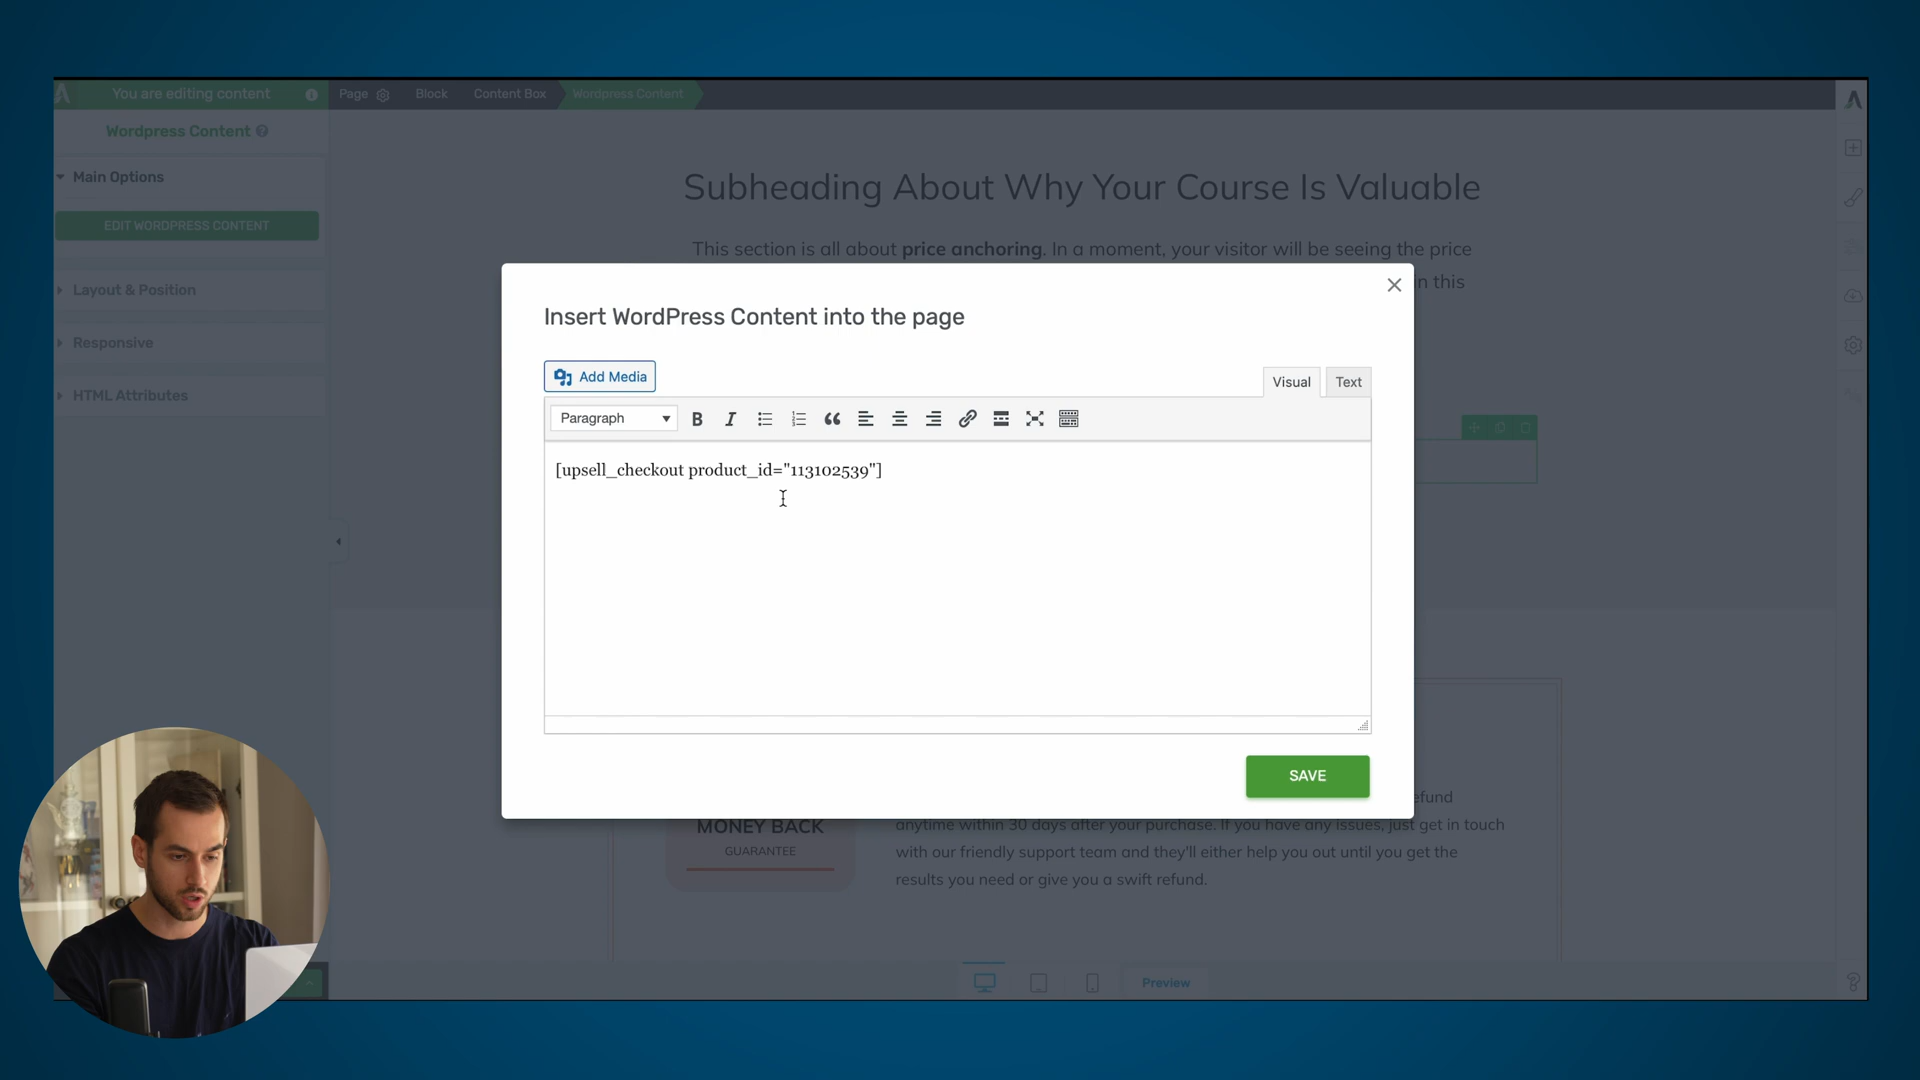 You are editing content
Page
Block
Content Box
Wordpress Content
Wordpress Content
Main Options
EDIT WORDPRESS CONTENT
Layout & Position
Responsive
HTML Attributes
Subheading About Why Your Course Is Valuable
This section is all about price anchoring. In a moment, your visitor will be seeing the price
in this
Insert WordPress Content into the page
Add Media
Visual
Text
Paragraph
[upsell_checkout product_id="113102539"]
SAVE
MONEY BACK
GUARANTEE
efund
anytime within 30 days after your purchase. If you have any issues, just get in touch
with our friendly support team and they'll either help you out until you get the
results you need or give you a swift refund.
Preview